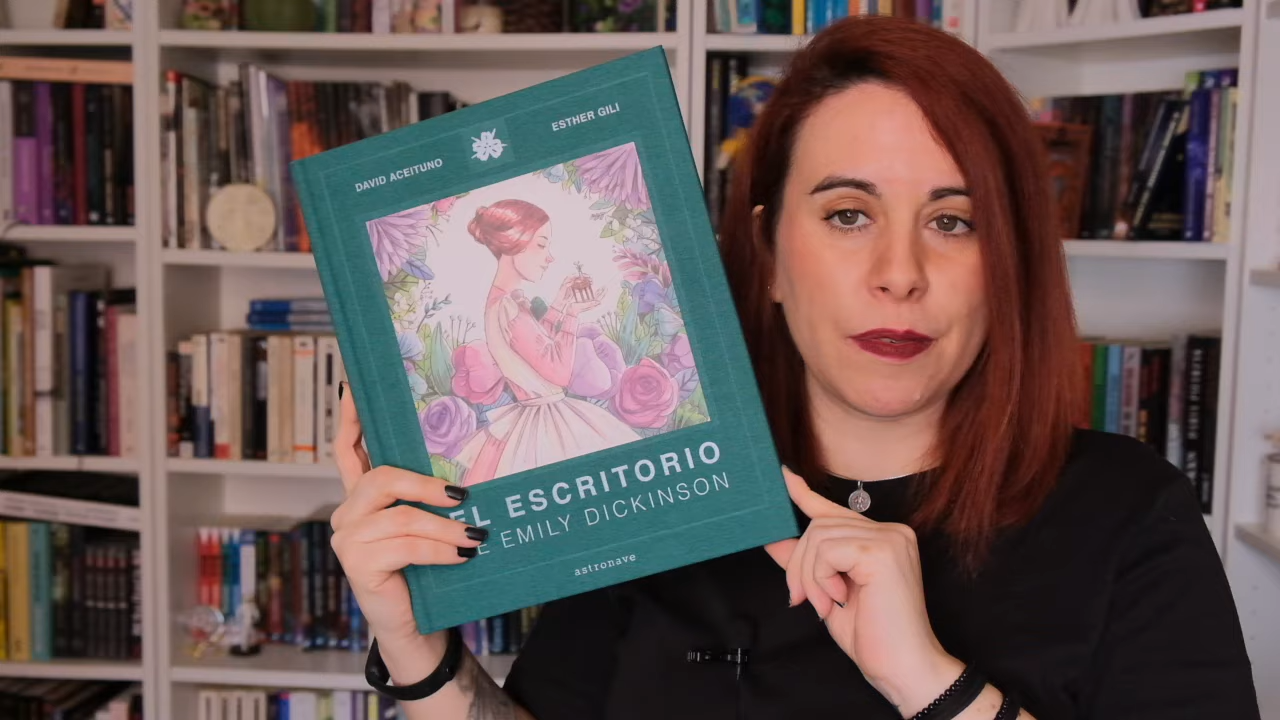 DAVID ACEITUNO
ESTHER GILI
EL ESCRITORIO
EMILY DICKINSON
astronave